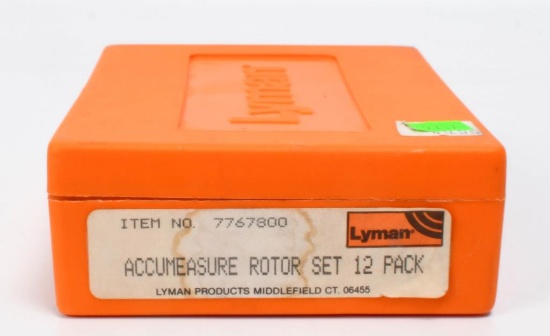 Lyman
ITEM NO. 7767800
Lyman®
ACCUMEASURE ROTOR SET 12 PACK
LYMAN PRODUCTS MIDDLEFIELD CT. 06455